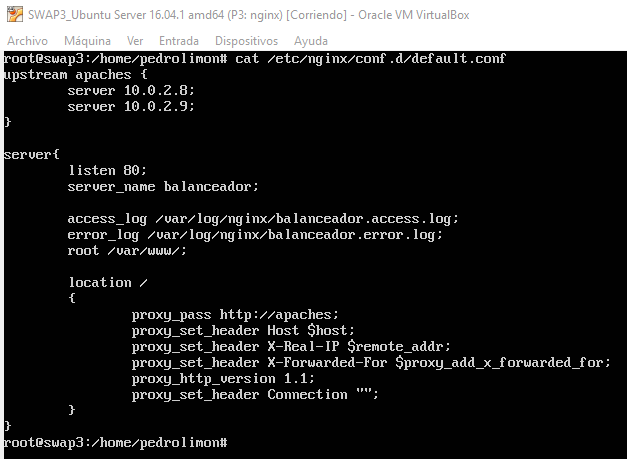 SWAP3_Ubuntu Server 16.04.1 amd64 (P3: nginx) [Corriendo] - Oracle VM VirtualBox
Archivo Máquina Ver Entrada Dispositivos Ayuda
root@swap3:/home/pedrolimon# cat /etc/nginx/conf.d/default.conf
upstream apaches {
        server 10.0.2.8;
        server 10.0.2.9;
}

server{
        listen 80;
        server_name balanceador;

        access_log /var/log/nginx/balanceador.access.log;
        error_log /var/log/nginx/balanceador.error.log;
        root /var/www/;

        location /
        {
                proxy_pass http://apaches;
                proxy_set_header Host $host;
                proxy_set_header X-Real-IP $remote_addr;
                proxy_set_header X-Forwarded-For $proxy_add_x_forwarded_for;
                proxy_http_version 1.1;
                proxy_set_header Connection "";
        }
}
root@swap3:/home/pedrolimon#